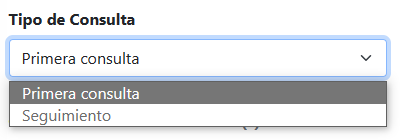 Tipo de Consulta
Primera consulta
Primera consulta
Seguimiento